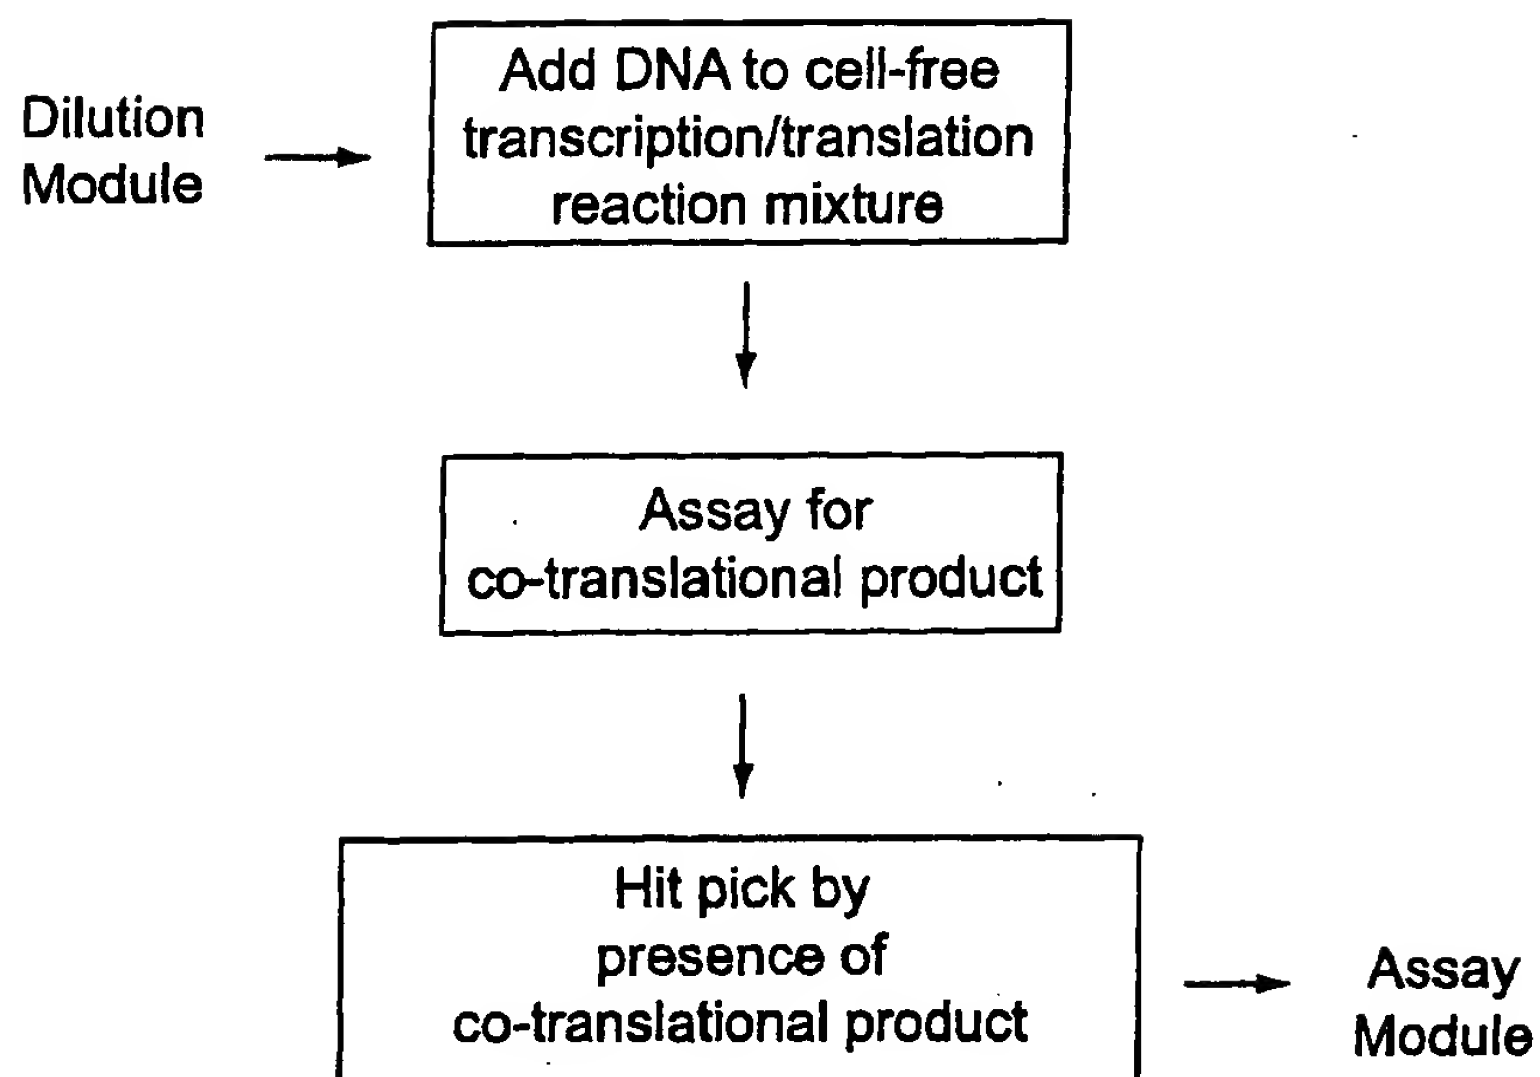 Dilution
Module
Add DNA to cell-free
transcription/translation
reaction mixture
Assay for
co-translational product
Hit pick by
presence of
co-translational product
Assay
Module